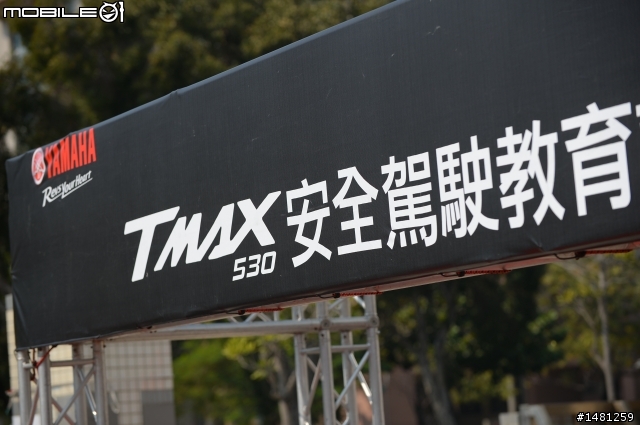 MOBILE01
YAMAHA
Revs Your Heart
TMAX 安全駕駛教育
530
#1481259